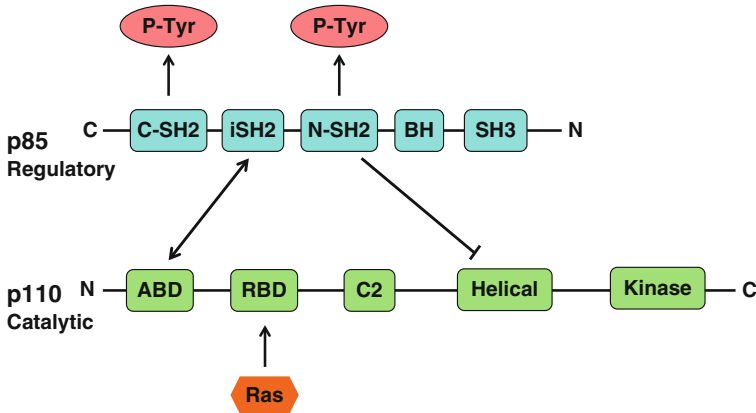 P-Tyr P-Tyr
C C-SH2 iSH2 N-SH2 BH SH3 N
p85
Regulatory
N ABD RBD C2 Helical Kinase C
p110
Catalytic
Ras